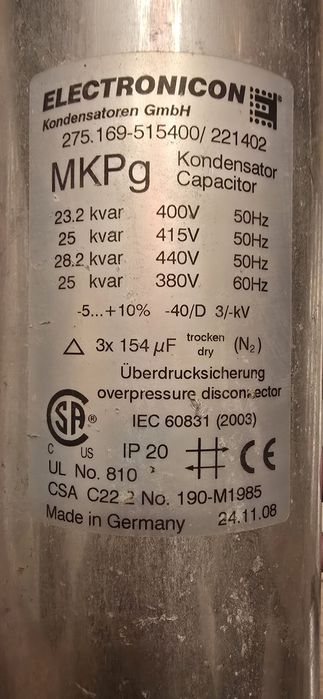 ELECTRONICON
Kondensatoren GmbH
275.169-515400/ 221402
MKPg Kondensator Capacitor
23.2 kvar 400V 50Hz
25 kvar 415V 50Hz
28.2 kvar 440V 50Hz
25 kvar 380V 60Hz
-5...+10% -40/D 3/-kV
△ 3x 154 µF trocken dry (N₂)
Überdrucksicherung
overpressure disconnector
SA ® IEC 60831 (2003)
C US IP 20 CE
UL No. 810
CSA C22.2 No. 190-M1985
Made in Germany 24.11.08